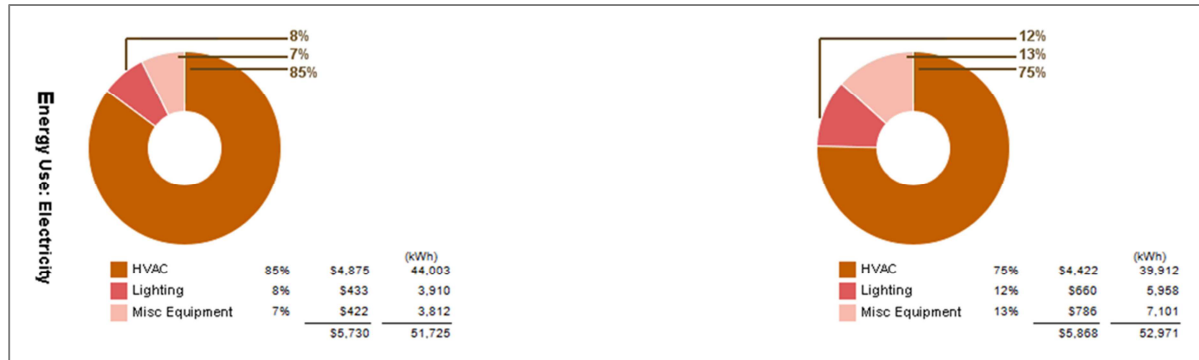 Energy Use: Electricity
8%
7%
85%
(kWh)
HVAC 85% $4,875 44,003
Lighting 8% $433 3,910
Misc Equipment 7% $422 3,812
$5,730 51,725
12%
13%
75%
(kWh)
HVAC 75% $4,422 39,912
Lighting 12% $660 5,958
Misc Equipment 13% $786 7,101
$5,868 52,971